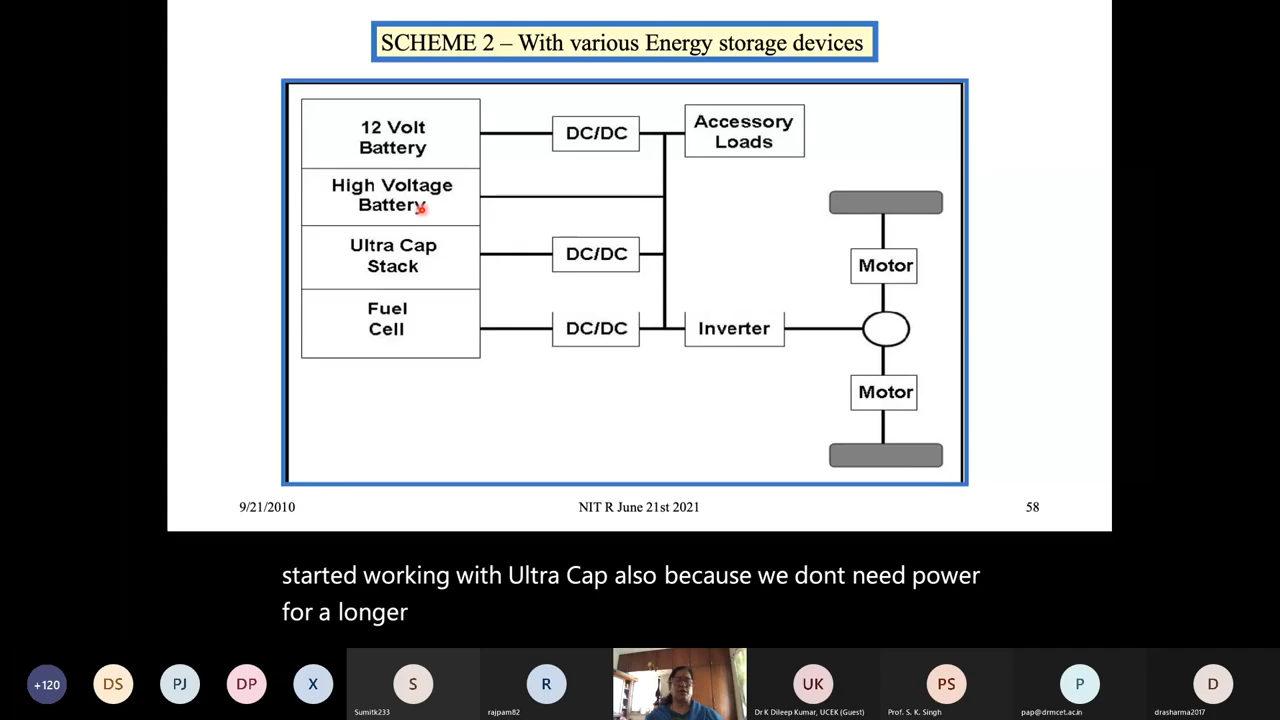 SCHEME 2 – With various Energy storage devices
12 Volt
Battery
DC/DC
Accessory
Loads
High Voltage
Battery
Ultra Cap
Stack
DC/DC
Motor
Fuel
Cell
DC/DC
Inverter
Motor
9/21/2010
NIT R June 21st 2021
58
started working with Ultra Cap also because we dont need power
for a longer
+120
DS
PJ
DP
X
S
R
UK
PS
P
D
Sumitk233
rajpam82
Dr K Dileep Kumar, UCEK (Guest)
Prof. S. K. Singh
pap@drmcet.ac.in
drasharma2017